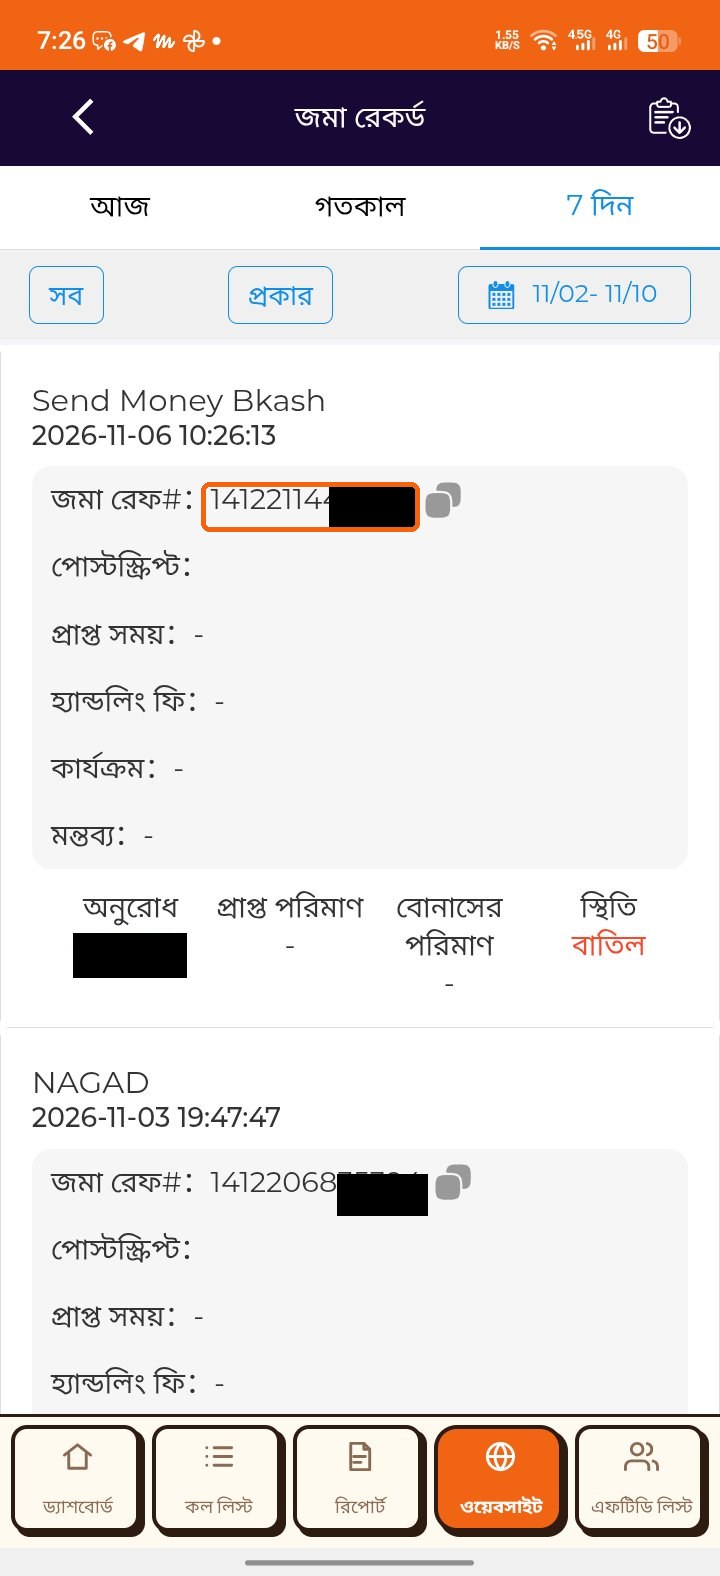 7:26
1.55 KB/S 4.5G 4G 50
জমা রেকর্ড
আজ গতকাল 7 দিন
সব প্রকার 11/02- 11/10
Send Money Bkash
2026-11-06 10:26:13
জমা রেফ#: 14122114
পোস্টস্ক্রিপ্ট:
প্রাপ্ত সময়: -
হ্যান্ডলিং ফি: -
কার্যক্রম: -
মন্তব্য: -
অনুরোধ প্রাপ্ত পরিমাণ বোনাসের স্থিতি
- পরিমাণ বাতিল
-
NAGAD
2026-11-03 19:47:47
জমা রেফ#: 14122068
পোস্টস্ক্রিপ্ট:
প্রাপ্ত সময়: -
হ্যান্ডলিং ফি: -
ড্যাশবোর্ড কল লিস্ট রিপোর্ট ওয়েবসাইট এফটিডি লিস্ট